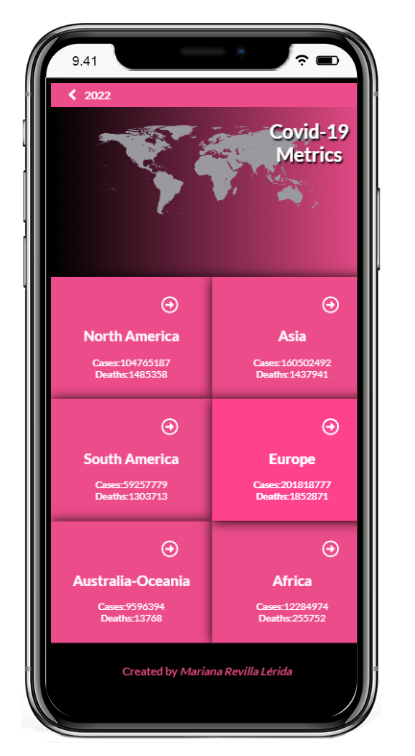 9.41
2022
Covid-19
Metrics
North America
Cases:104765187
Deaths:1485358
Asia
Cases:160502492
Deaths:1437941
South America
Cases:59257779
Deaths:1303713
Europe
Cases:201818777
Deaths:1852871
Australia-Oceania
Cases:9596394
Deaths:13768
Africa
Cases:12284974
Deaths:255752
Created by Mariana Revilla Lérida